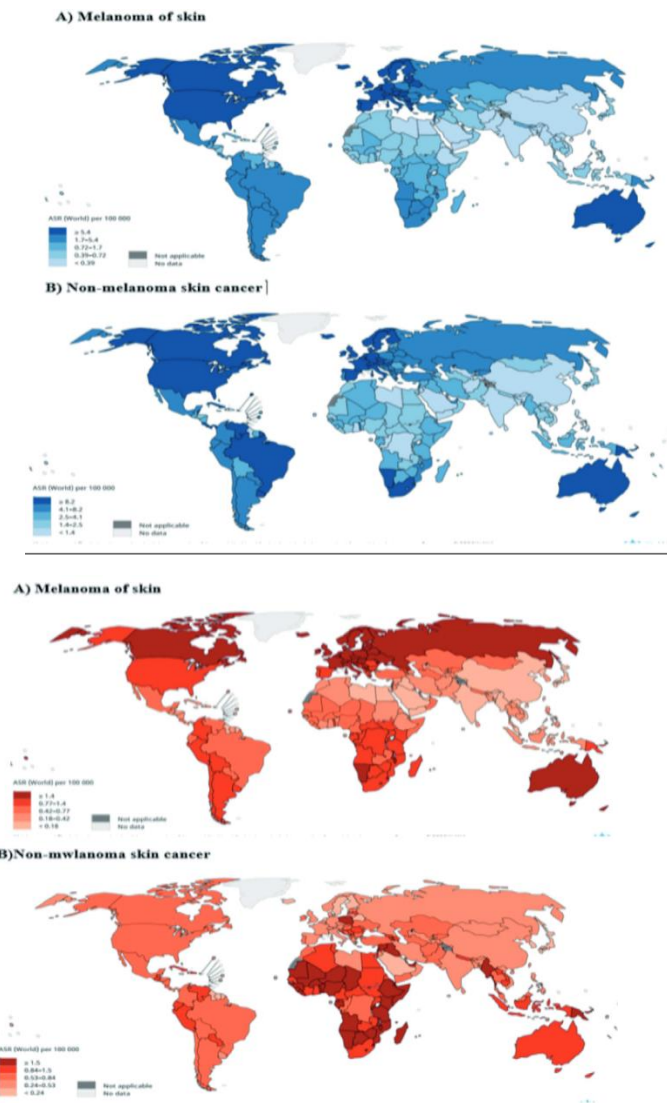 A) Melanoma of skin
ASR (World) per 100 000
≥ 5.4
1.7–5.4
0.72–1.7
0.39–0.72
< 0.39
Not applicable
No data
B) Non-melanoma skin cancer
ASR (World) per 100 000
≥ 8.2
4.1–8.2
2.5–4.1
1.4–2.5
< 1.4
Not applicable
No data
A) Melanoma of skin
ASR (World) per 100 000
≥ 1.4
0.77–1.4
0.42–0.77
0.16–0.42
< 0.16
Not applicable
No data
B)Non-mwlanoma skin cancer
ASR (World) per 100 000
≥ 1.5
0.84–1.5
0.53–0.84
0.24–0.53
< 0.24
Not applicable
No data